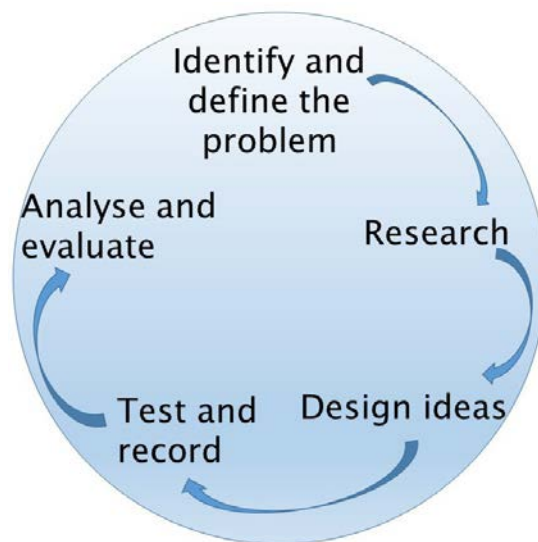 Identify and
define the
problem
Research
Design ideas
Test and
record
Analyse and
evaluate